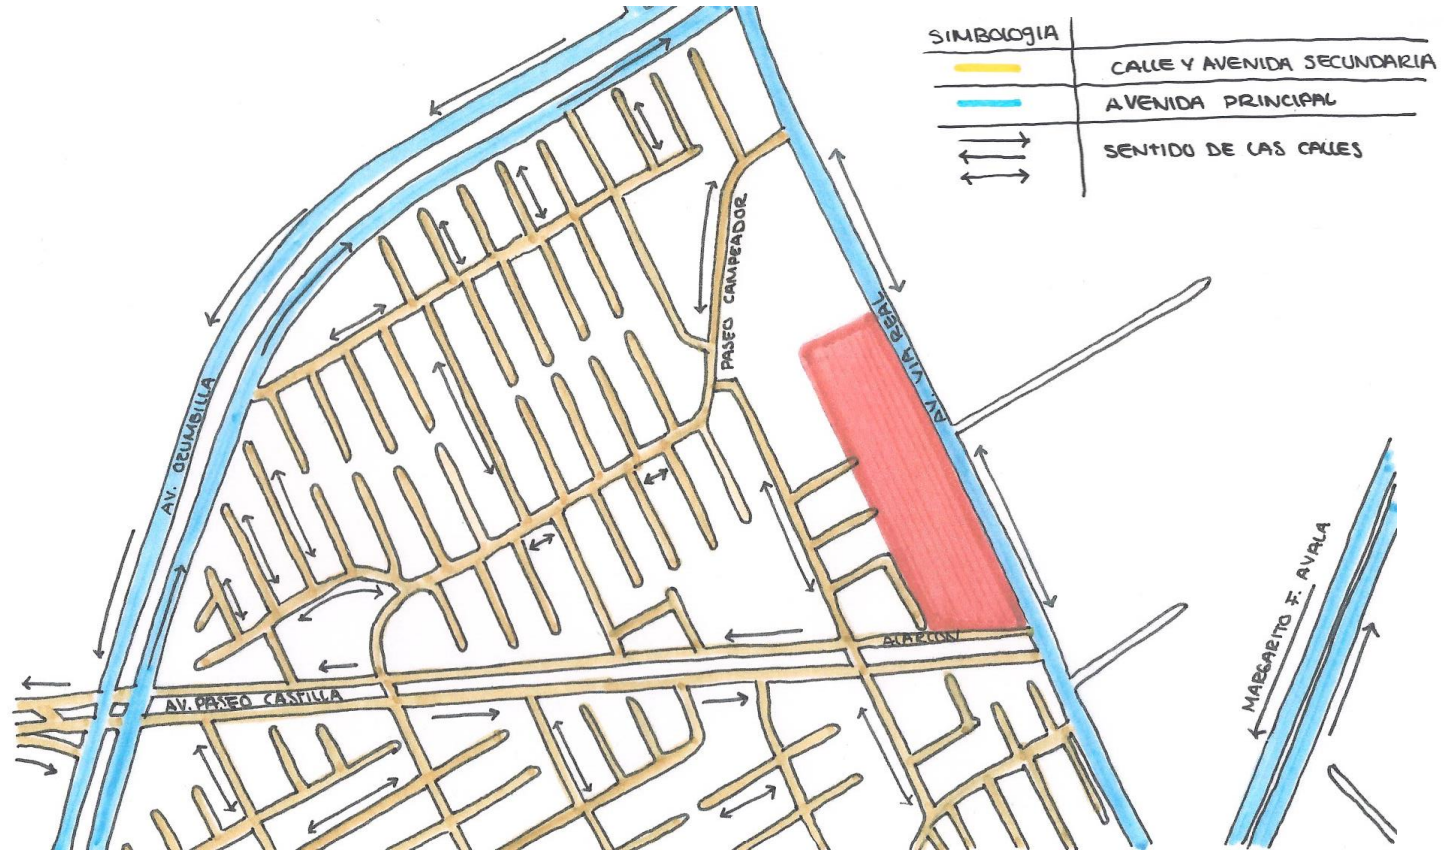 SIMBOLOGIA
CALLE Y AVENIDA SECUNDARIA
AVENIDA PRINCIPAL
SENTIDO DE LAS CALLES
PASEO CAMPEADOR
AV. VIA REAL
AV. OZUMBILLA
MARGARITO F. AYALA
ALARCON
AV. PASEO CASTILLA